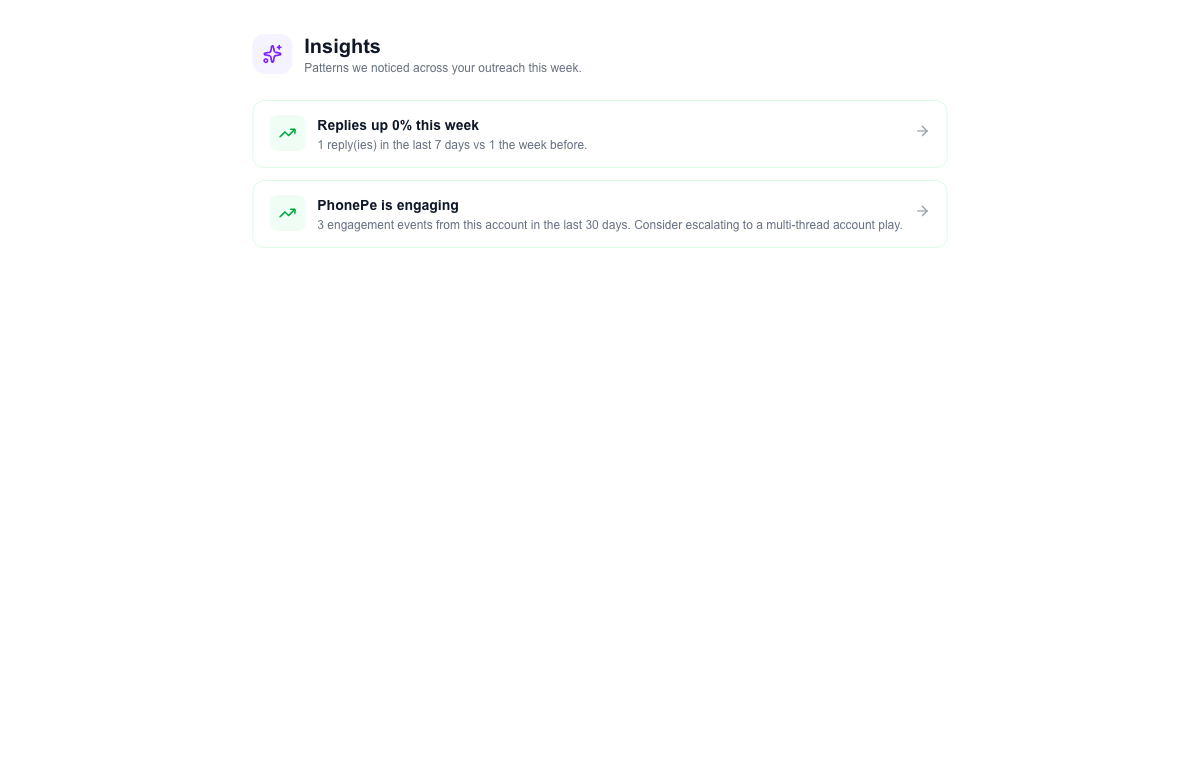 Insights
Patterns we noticed across your outreach this week.
Replies up 0% this week
1 reply(ies) in the last 7 days vs 1 the week before.
PhonePe is engaging
3 engagement events from this account in the last 30 days. Consider escalating to a multi-thread account play.